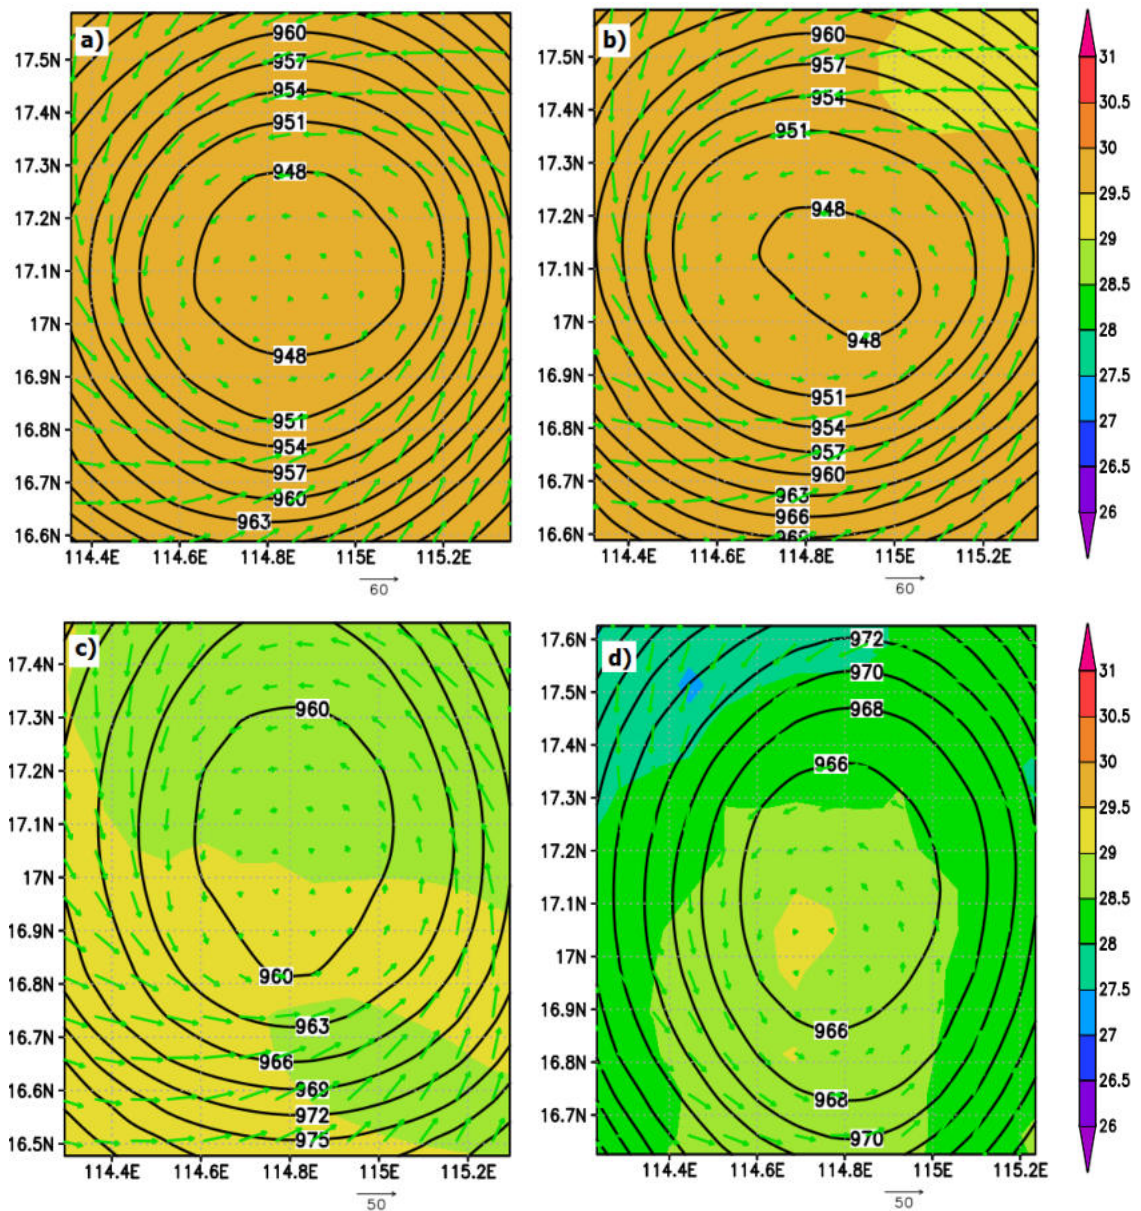 a)
17.5N
17.4N
17.3N
17.2N
17.1N
17N
16.9N
16.8N
16.7N
16.6N
960
957
954
951
948
948
951
954
957
960
963
114.4E 114.6E 114.8E 115E 115.2E
60
b)
17.5N
17.4N
17.3N
17.2N
17.1N
17N
16.9N
16.8N
16.7N
16.6N
960
957
954
951
948
948
951
954
957
960
963
966
969
114.4E 114.6E 114.8E 115E 115.2E
60
31
30.5
30
29.5
29
28.5
28
27.5
27
26.5
26
c)
17.4N
17.3N
17.2N
17.1N
17N
16.9N
16.8N
16.7N
16.6N
16.5N
960
960
963
966
969
972
975
114.4E 114.6E 114.8E 115E 115.2E
50
d)
17.6N
17.5N
17.4N
17.3N
17.2N
17.1N
17N
16.9N
16.8N
16.7N
972
970
968
966
966
968
970
114.4E 114.6E 114.8E 115E 115.2E
50
31
30.5
30
29.5
29
28.5
28
27.5
27
26.5
26